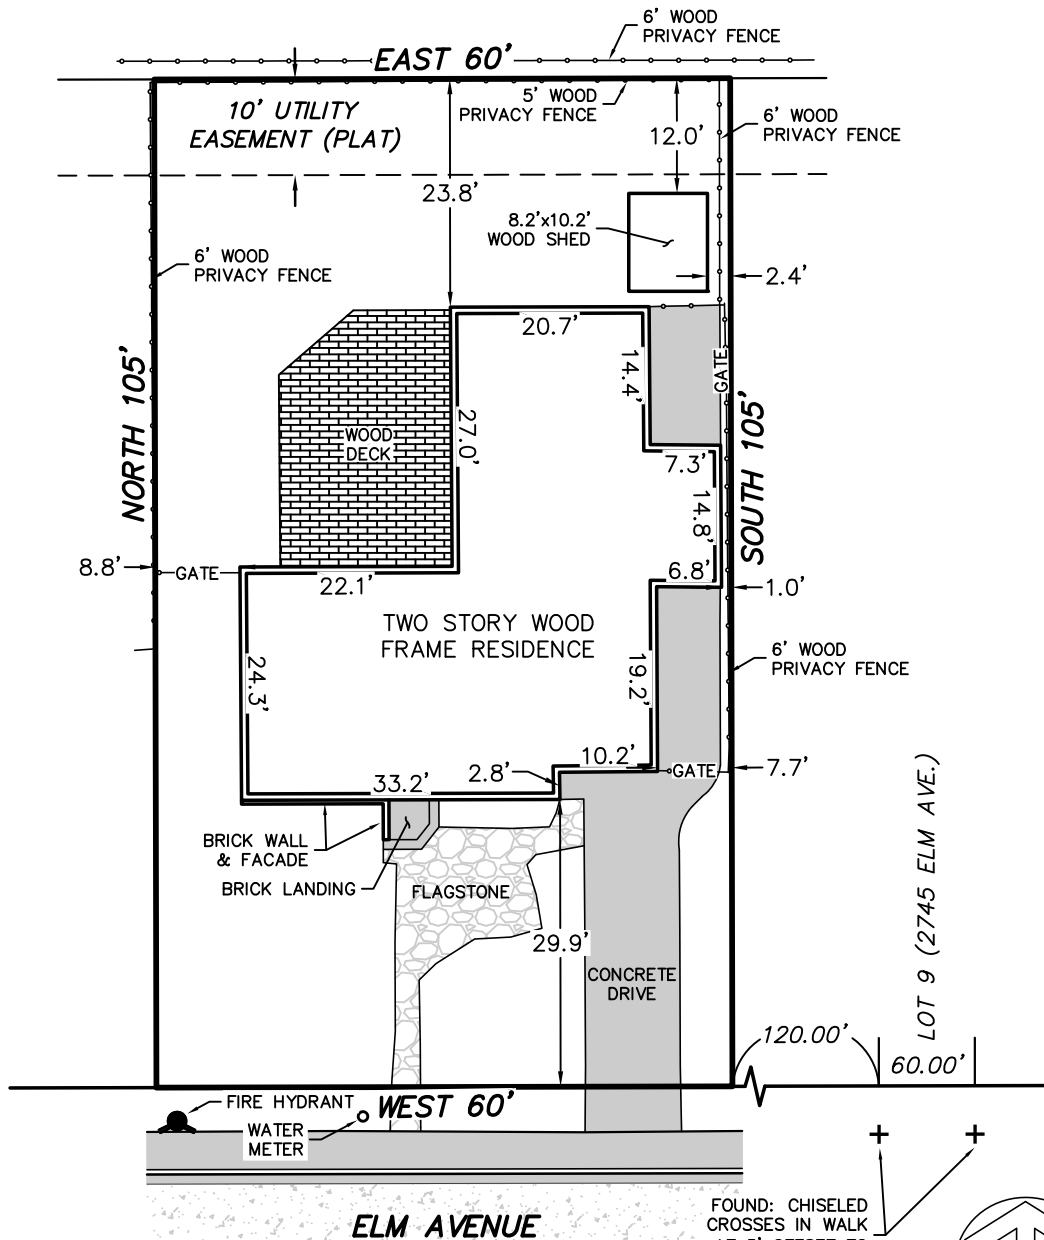 6' WOOD
PRIVACY FENCE
EAST 60'
10' UTILITY
EASEMENT (PLAT)
5' WOOD
PRIVACY FENCE
12.0'
6' WOOD
PRIVACY FENCE
23.8'
8.2'x10.2'
WOOD SHED
6' WOOD
PRIVACY FENCE
2.4'
20.7'
14.4'
GATE
NORTH 105'
WOOD
DECK
27.0'
7.3'
SOUTH 105'
14.8'
8.8'
GATE
22.1'
6.8'
1.0'
TWO STORY WOOD
FRAME RESIDENCE
6' WOOD
PRIVACY FENCE
24.3'
19.2'
10.2'
2.8'
33.2'
GATE
7.7'
BRICK WALL
& FACADE
BRICK LANDING
FLAGSTONE
29.9'
CONCRETE
DRIVE
LOT 9 (2745 ELM AVE.)
120.00'
60.00'
FIRE HYDRANT
WEST 60'
WATER
METER
ELM AVENUE
FOUND: CHISELED
CROSSES IN WALK